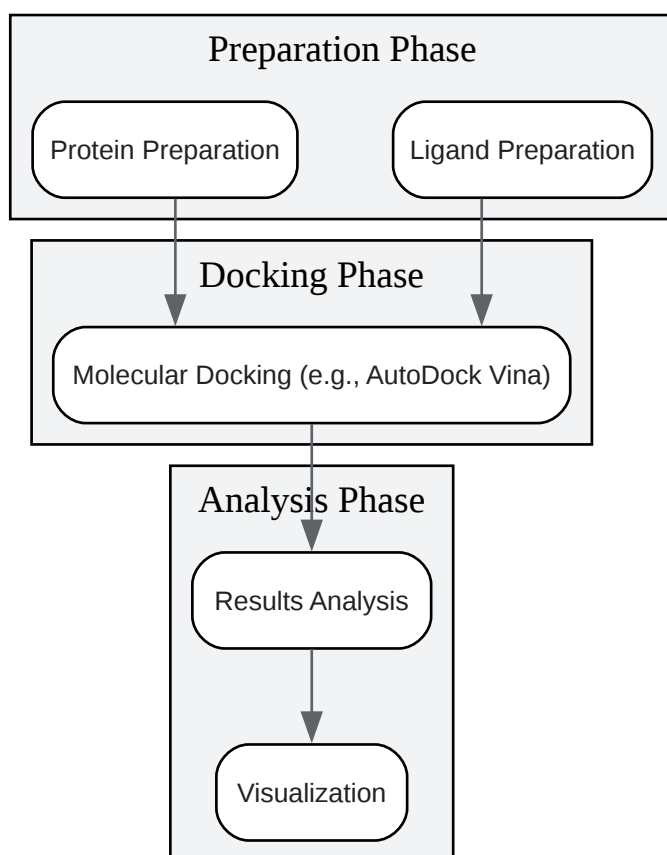 Preparation Phase
Protein Preparation
Ligand Preparation
Docking Phase
Molecular Docking (e.g., AutoDock Vina)
Analysis Phase
Results Analysis
Visualization